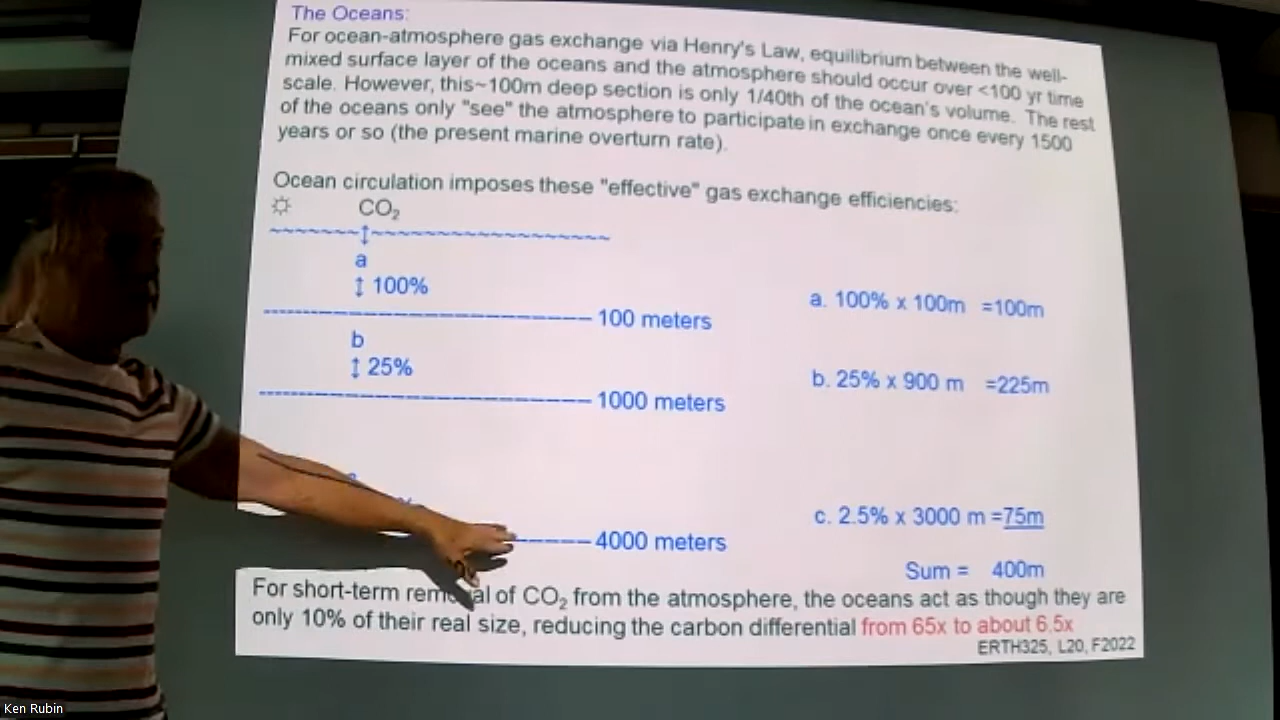 The Oceans:
For ocean-atmosphere gas exchange via Henry's Law, equilibrium between the well-
mixed surface layer of the oceans and the atmosphere should occur over <100 yr time
scale. However, this~100m deep section is only 1/40th of the ocean's volume. The rest
of the oceans only "see" the atmosphere to participate in exchange once every 1500
years or so (the present marine overturn rate).
Ocean circulation imposes these "effective" gas exchange efficiencies:
CO₂
a
↕ 100%
a. 100% x 100m =100m
100 meters
b
↕ 25%
b. 25% x 900 m =225m
1000 meters
c. 2.5% x 3000 m =75m
4000 meters
Sum = 400m
For short-term of CO₂ from the atmosphere, the oceans act as though they are
only 10% of their real size, reducing the carbon differential from 65x to about 6.5x
ERTH325, L20, F2022
Ken Rubin